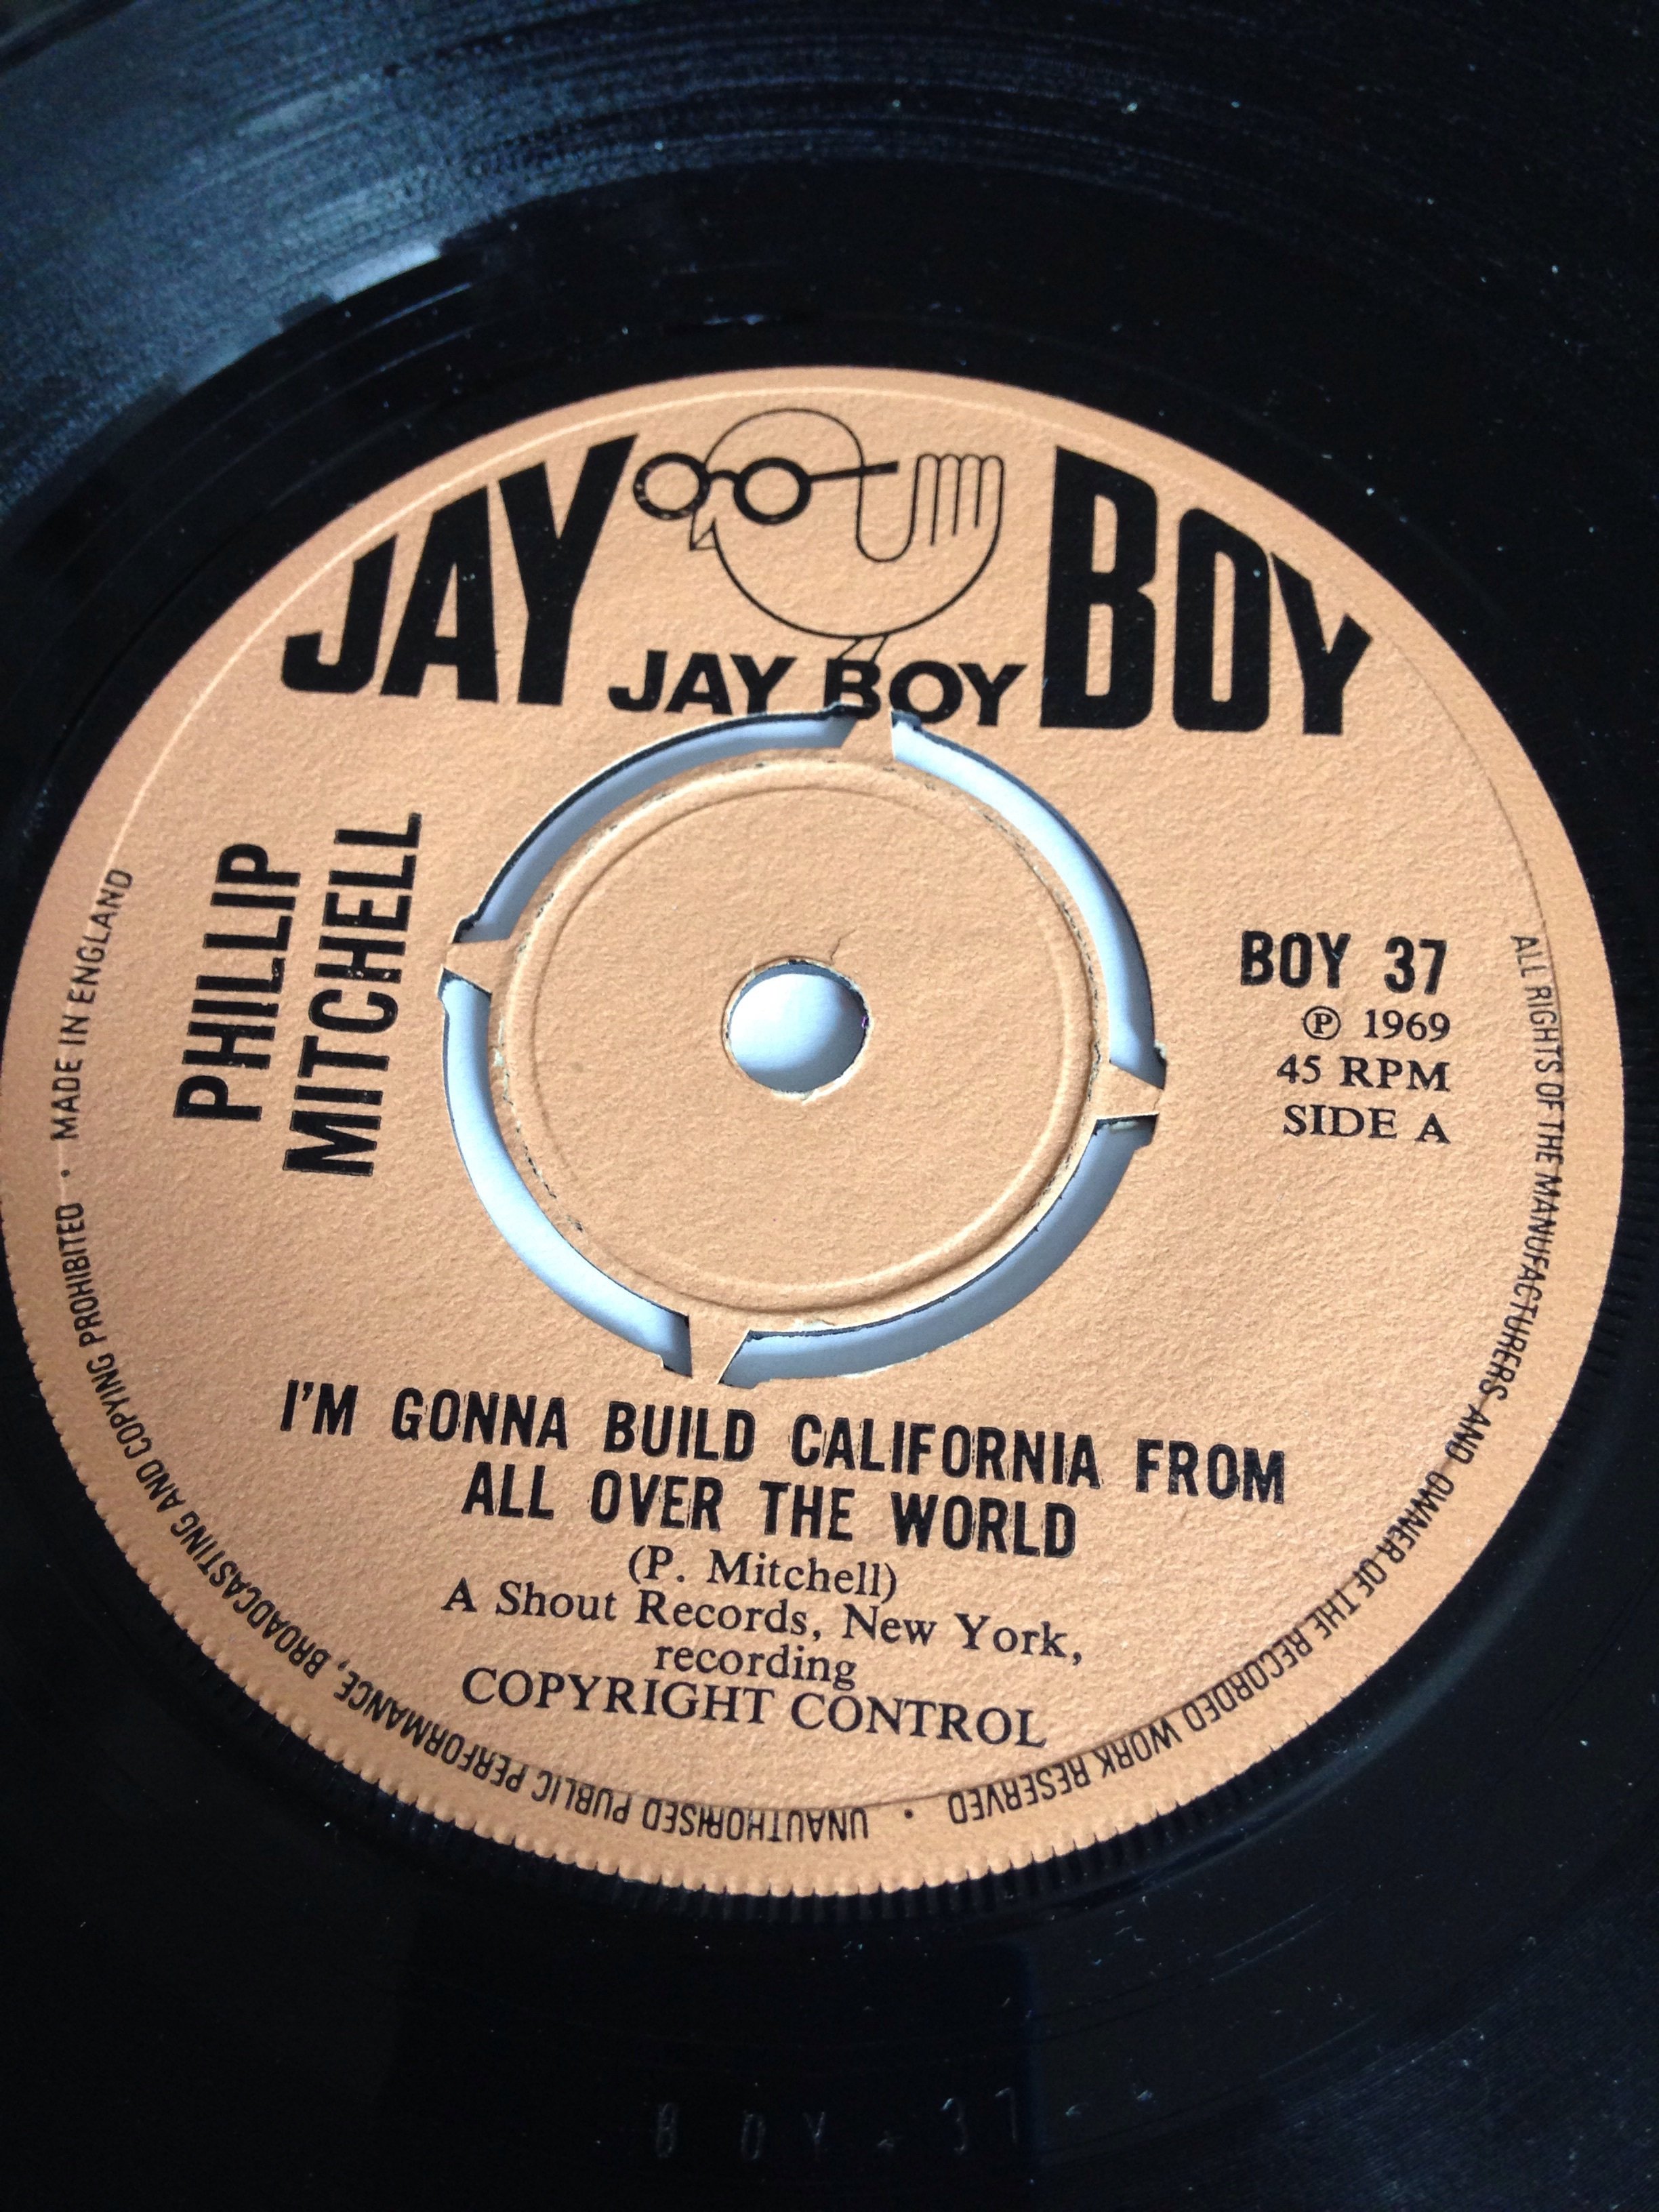 JAY BOY
JAY BOY
PHILLIP
MITCHELL
BOY 37
℗ 1969
45 RPM
SIDE A
I'M GONNA BUILD CALIFORNIA FROM
ALL OVER THE WORLD
(P. Mitchell)
A Shout Records, New York,
recording
COPYRIGHT CONTROL
ALL RIGHTS OF THE MANUFACTURERS AND OWNER OF THE RECORDED WORK RESERVED • UNAUTHORISED PUBLIC PERFORMANCE, BROADCASTING AND COPYING PROHIBITED • MADE IN ENGLAND
BOY - 37